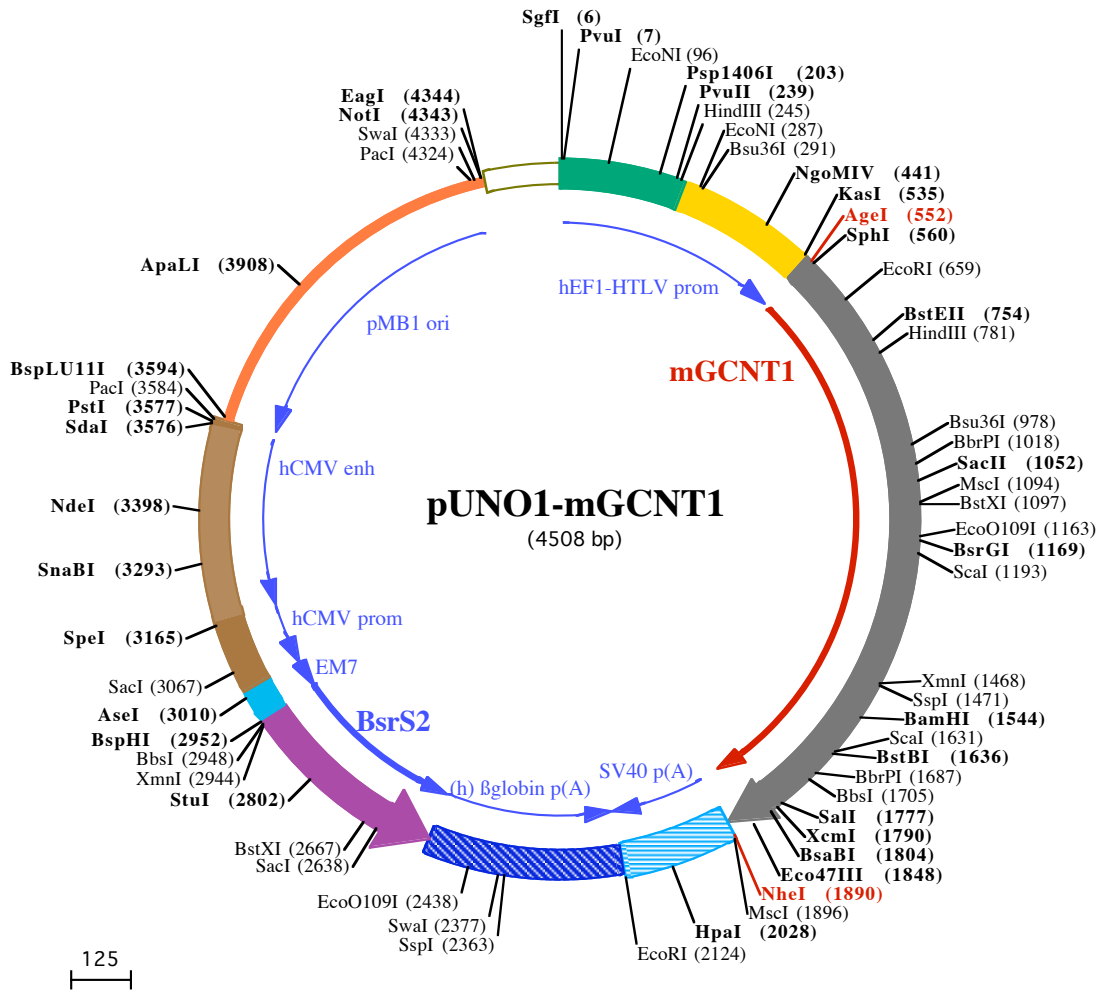 SgfI (6)
PvuI (7)
EcoNI (96)
Psp1406I (203)
PvuII (239)
HindIII (245)
EcoNI (287)
Bsu36I (291)
NgoMIV (441)
KasI (535)
AgeI (552)
SphI (560)
EcoRI (659)
BstEII (754)
HindIII (781)
Bsu36I (978)
BbrPI (1018)
SacII (1052)
MscI (1094)
BstXI (1097)
EcoO109I (1163)
BsrGI (1169)
ScaI (1193)
XmnI (1468)
SspI (1471)
BamHI (1544)
ScaI (1631)
BstBI (1636)
BbrPI (1687)
BbsI (1705)
SalI (1777)
XcmI (1790)
BsaBI (1804)
Eco47III (1848)
NheI (1890)
MscI (1896)
HpaI (2028)
EcoRI (2124)
SspI (2363)
SwaI (2377)
EcoO109I (2438)
SacI (2638)
BstXI (2667)
StuI (2802)
XmnI (2944)
BbsI (2948)
BspHI (2952)
AseI (3010)
SacI (3067)
SpeI (3165)
SnaBI (3293)
NdeI (3398)
SdaI (3576)
PstI (3577)
PacI (3584)
BspLU11I (3594)
ApaLI (3908)
PacI (4324)
SwaI (4333)
NotI (4343)
EagI (4344)
hEF1-HTLV prom
mGCNT1
pMB1 ori
hCMV enh
hCMV prom
EM7
BsrS2
(h) ßglobin p(A)
SV40 p(A)
pUNO1-mGCNT1
(4508 bp)
125